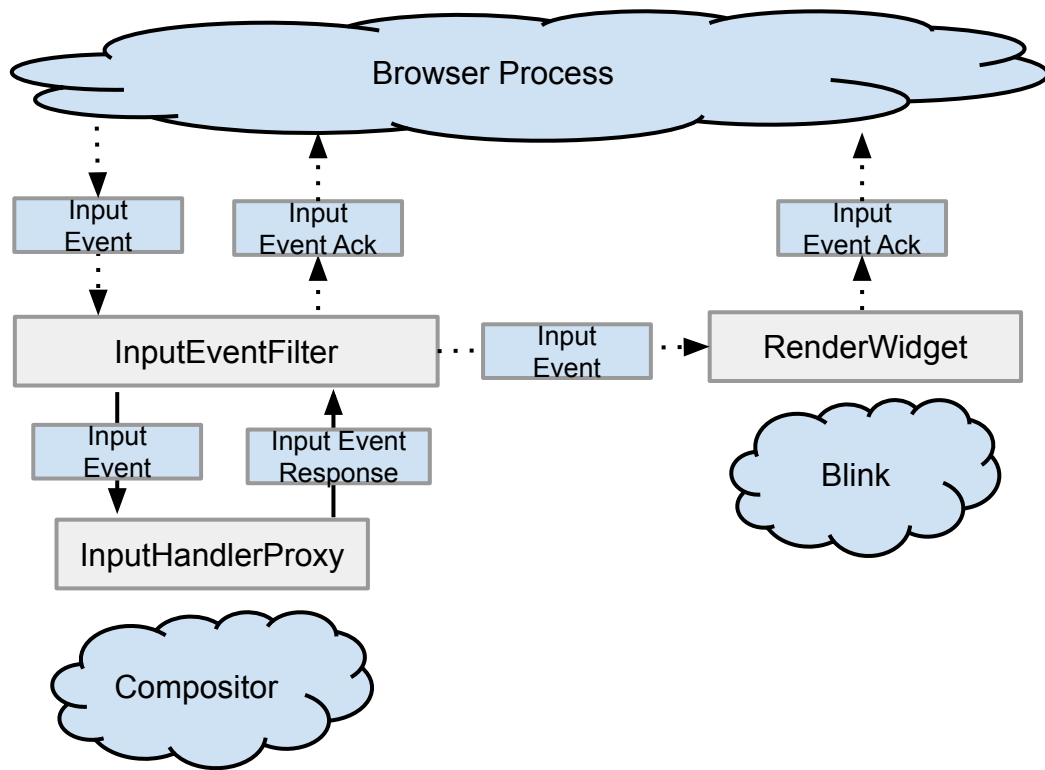 Browser Process
Input
Event
Input
Event Ack
Input
Event Ack
InputEventFilter
Input
Event
RenderWidget
Input
Event
Input Event
Response
Blink
InputHandlerProxy
Compositor